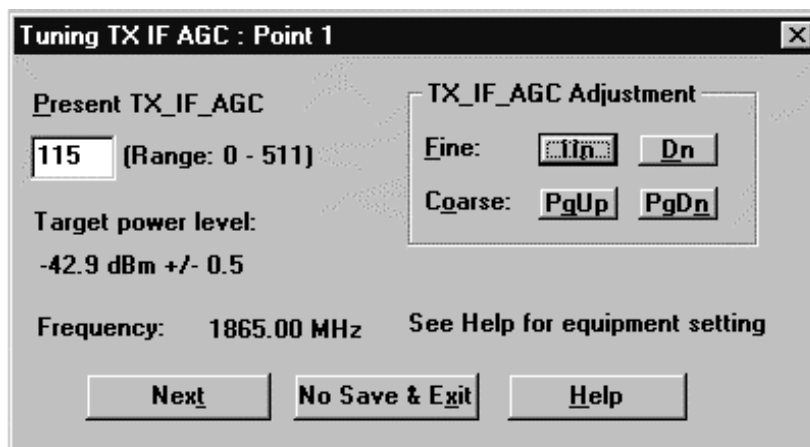 Tuning TX IF AGC : Point 1
Present TX_IF_AGC
115 (Range: 0 - 511)
TX_IF_AGC Adjustment
Fine: Up Dn
Coarse: PgUp PgDn
Target power level:
-42.9 dBm +/- 0.5
Frequency: 1865.00 MHz
See Help for equipment setting
Next No Save & Exit Help